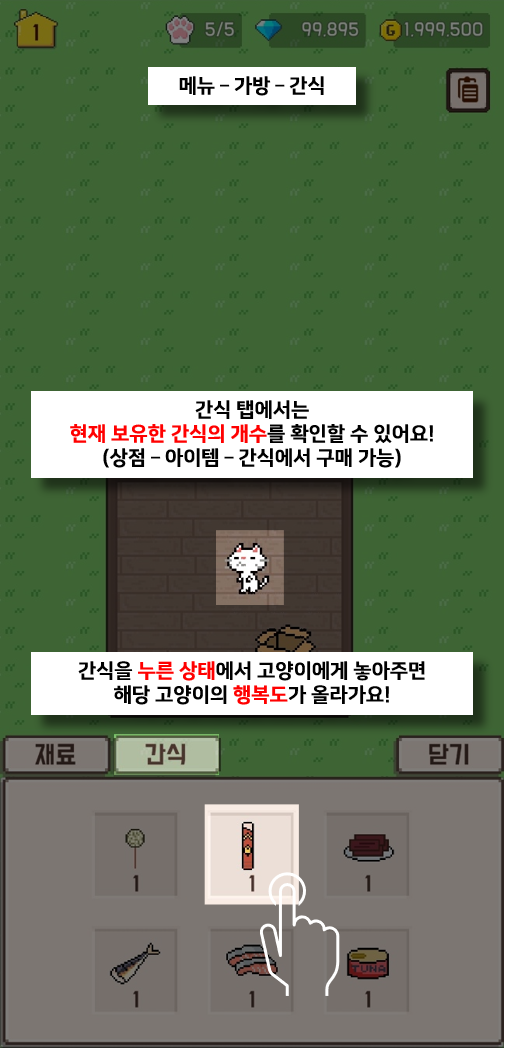 1
5/5
99.895
G 1.999.500
메뉴 – 가방 – 간식
간식 탭에서는
현재 보유한 간식의 개수를 확인할 수 있어요!
(상점 – 아이템 – 간식에서 구매 가능)
간식을 누른 상태에서 고양이에게 놓아주면
해당 고양이의 행복도가 올라가요!
재료
간식
닫기
1
1
1
TUNA
1
1
1